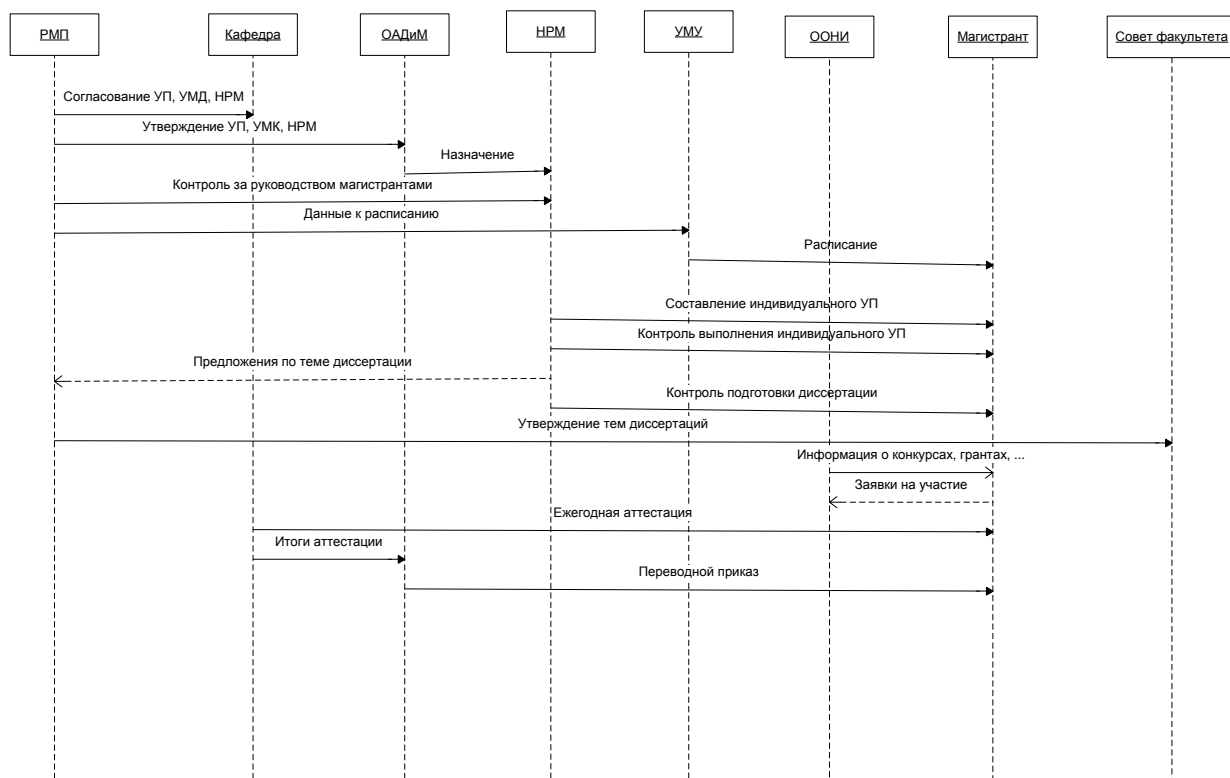 РМП
Кафедра
ОАДиМ
НРМ
УМУ
ООНИ
Магистрант
Совет факультета
Согласование УП, УМД, НРМ
Утверждение УП, УМК, НРМ
Назначение
Контроль за руководством магистрантами
Данные к расписанию
Расписание
Составление индивидуального УП
Контроль выполнения индивидуального УП
Предложения по теме диссертации
Контроль подготовки диссертации
Утверждение тем диссертаций
Информация о конкурсах, грантах, ...
Заявки на участие
Ежегодная аттестация
Итоги аттестации
Переводной приказ